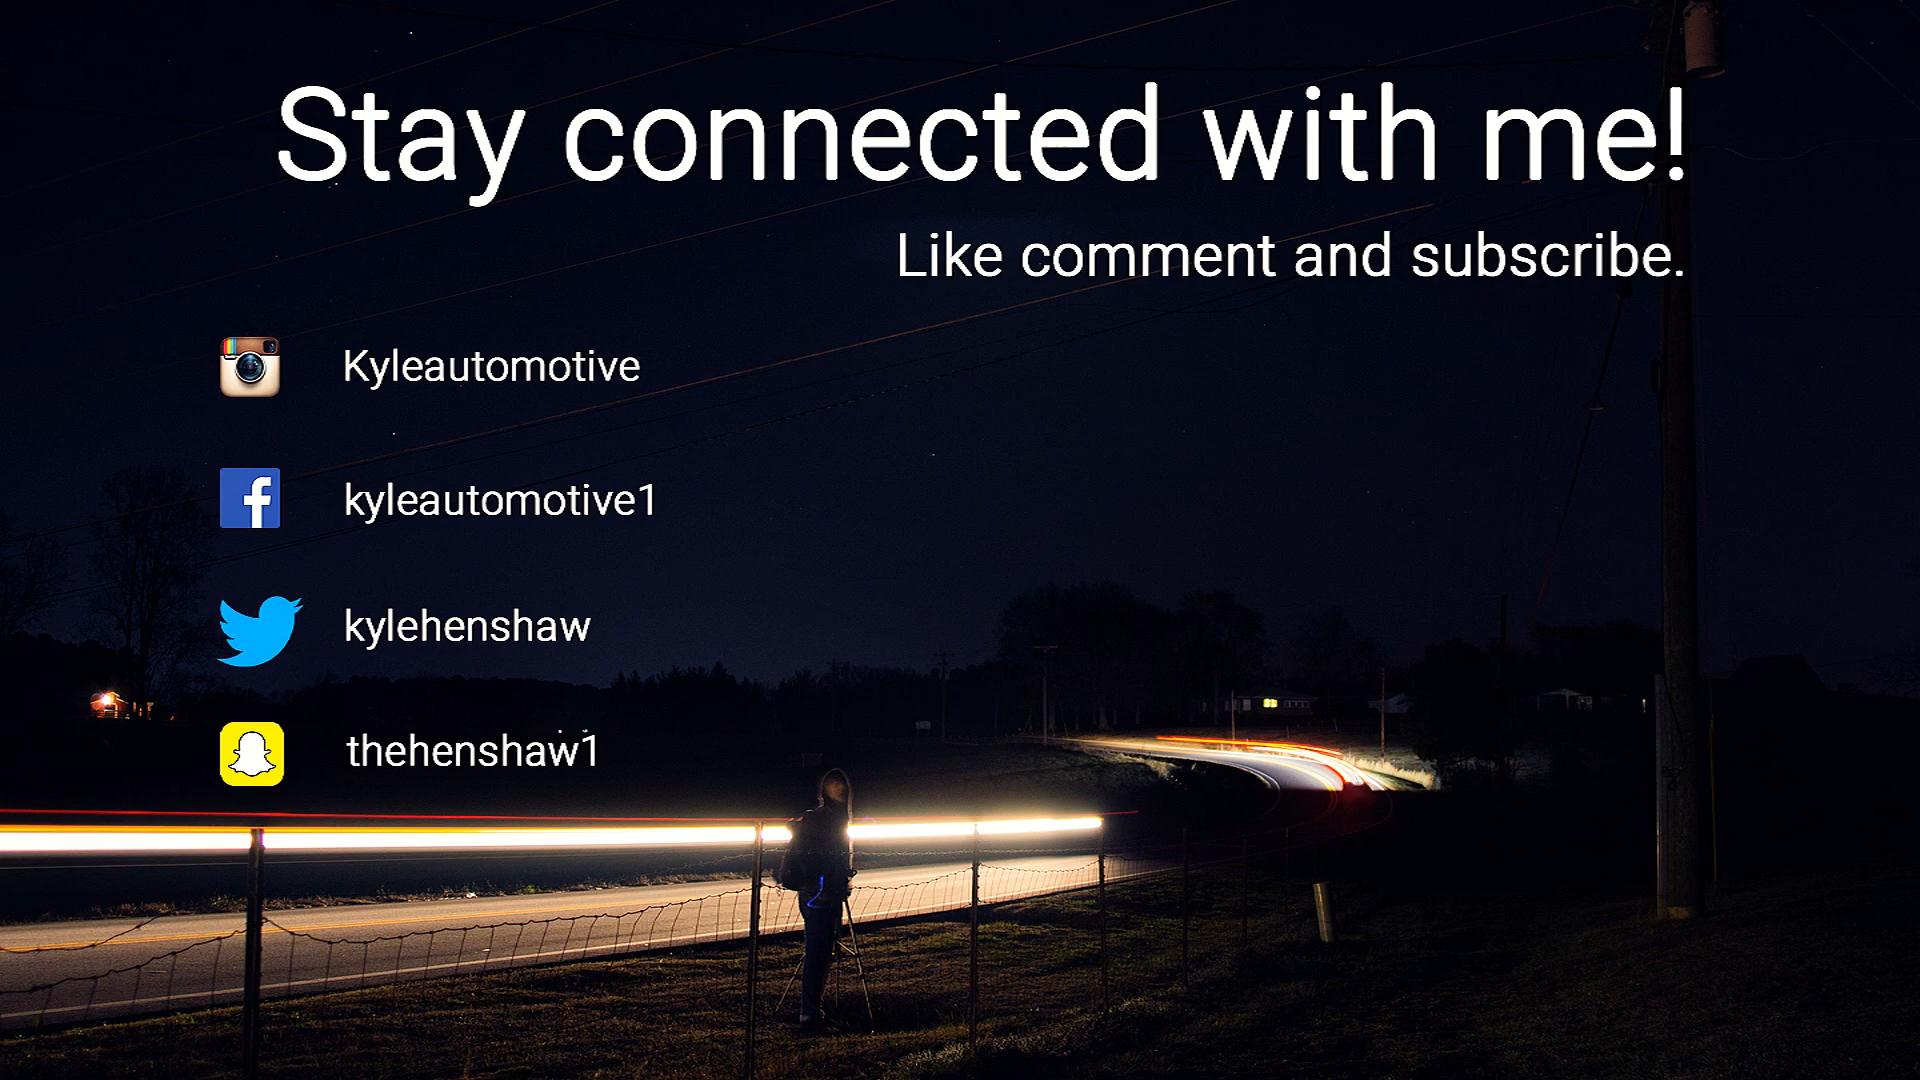 Stay connected with me!
Like comment and subscribe.
Kyleautomotive
kyleautomotive1
kylehenshaw
thehenshaw1